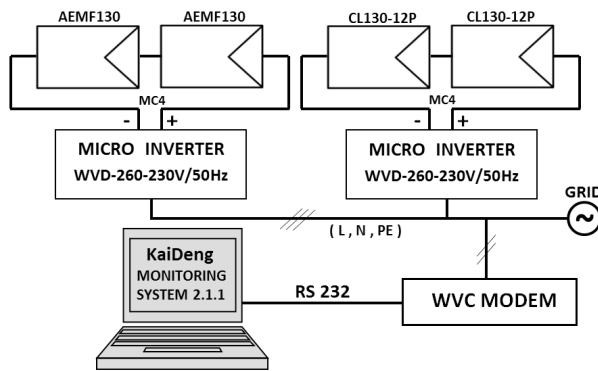 AEMF130
AEMF130
CL130-12P
CL130-12P
MC4
MC4
- +
- +
MICRO INVERTER
WVD-260-230V/50Hz
MICRO INVERTER
WVD-260-230V/50Hz
GRID
~
( L , N , PE )
KaiDeng
MONITORING
SYSTEM 2.1.1
RS 232
WVC MODEM